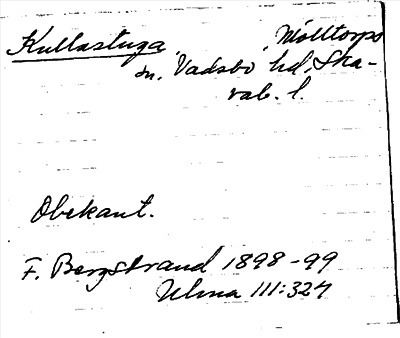 Kullastuga, Mölltorps
sn, Vadsbo hd, Ska-
rab. l.
Obekant.
F. Bergstrand 1898-99
Ulma 111:324